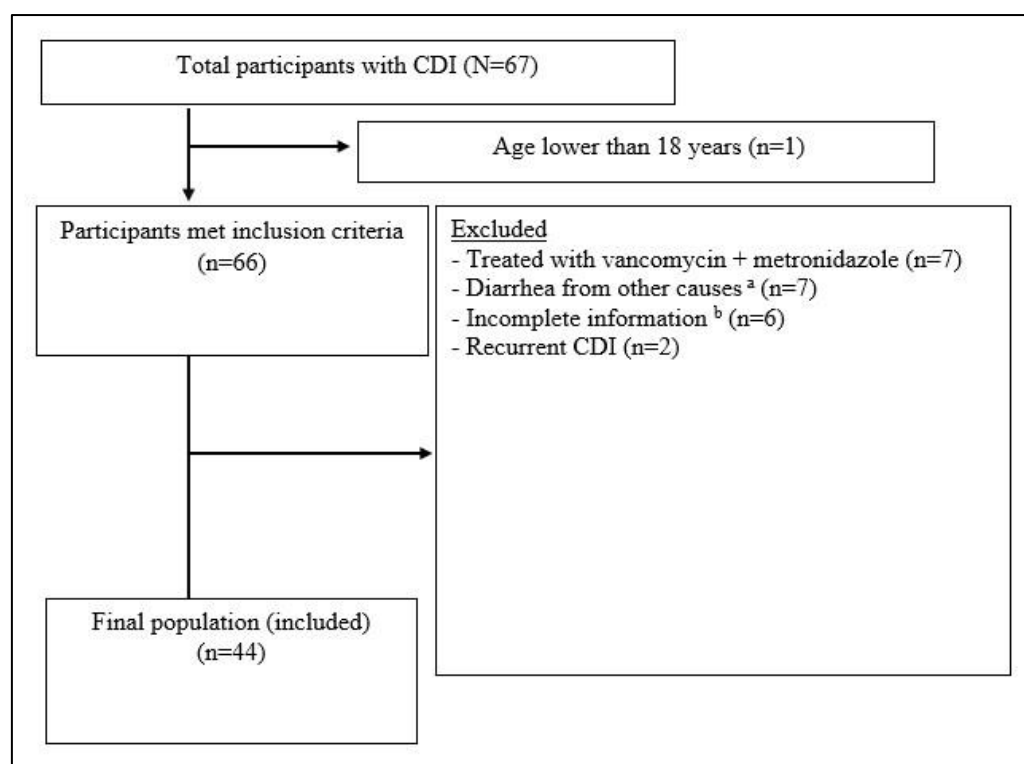 Total participants with CDI (N=67)
Age lower than 18 years (n=1)
Participants met inclusion criteria
(n=66)
Excluded
- Treated with vancomycin + metronidazole (n=7)
- Diarrhea from other causes ᵃ (n=7)
- Incomplete information ᵇ (n=6)
- Recurrent CDI (n=2)
Final population (included)
(n=44)